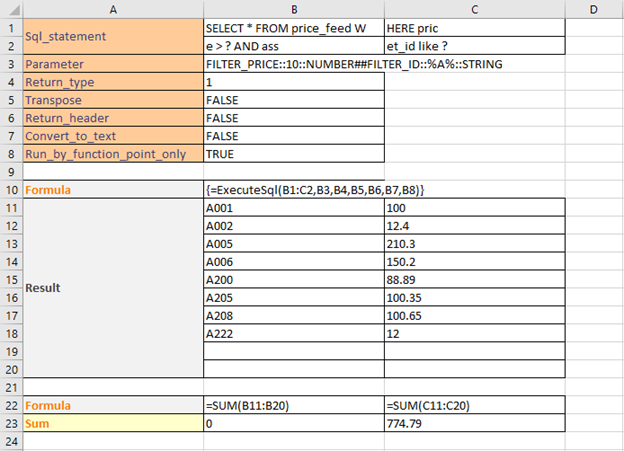 A B C D
1 Sql_statement SELECT * FROM price_feed W HERE pric
2 e > ? AND ass et_id like ?
3 Parameter FILTER_PRICE::10::NUMBER##FILTER_ID::%A%::STRING
4 Return_type 1
5 Transpose FALSE
6 Return_header FALSE
7 Convert_to_text FALSE
8 Run_by_function_point_only TRUE
9
10 Formula {=ExecuteSql(B1:C2,B3,B4,B5,B6,B7,B8)}
11 A001 100
12 A002 12.4
13 A005 210.3
14 A006 150.2
15 Result A200 88.89
16 A205 100.35
17 A208 100.65
18 A222 12
19
20
21
22 Formula =SUM(B11:B20) =SUM(C11:C20)
23 Sum 0 774.79
24